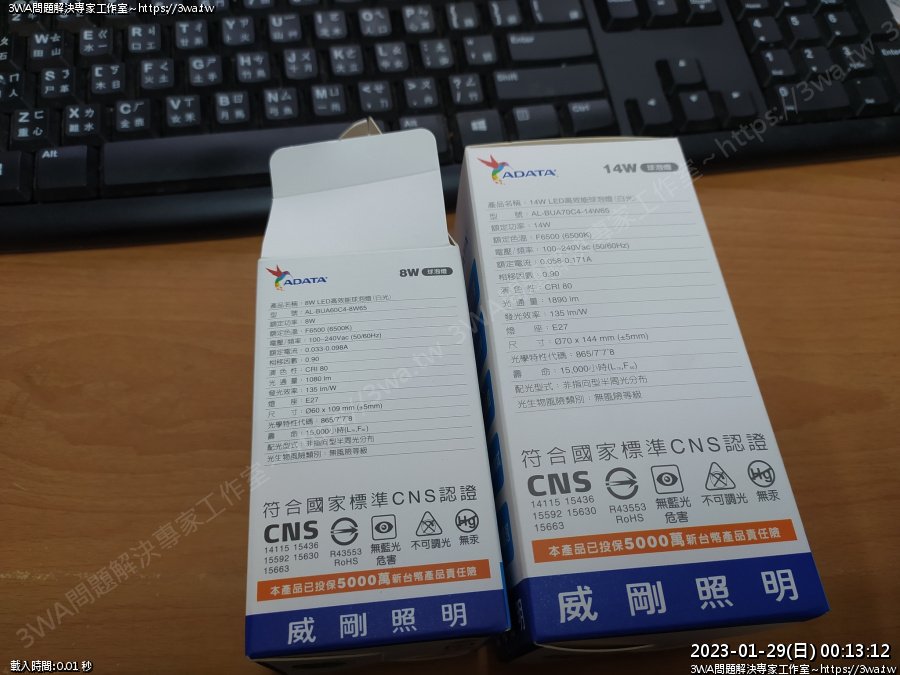 3WA問題解決專家工作室~https://3wa.tw
ADATA
8W 球泡燈
產品名稱：8W LED高效能球泡燈(白光)
型 號：AL-BUA60C4-8W65
額定功率：8W
額定色溫：F6500 (6500K)
電壓/頻率：100~240Vac (50/60Hz)
額定電流：0.033-0.098A
相移因數：0.90
演 色 性：CRI 80
光 通 量：1080 lm
發光效率：135 lm/W
燈 座：E27
尺 寸：Ø60 x 109 mm (±5mm)
光學特性代碼：865/7'7'8
壽 命：15,000小時(L70,F50)
配光型式：非指向型半周光分布
光生物風險類別：無風險等級
符合國家標準CNS認證
CNS
14115 15436
15592 15630
15663
R43553
RoHS
無藍光
危害
不可調光
Hg
無汞
本產品已投保5000萬新台幣產品責任險
威剛照明
ADATA
14W 球泡燈
產品名稱：14W LED高效能球泡燈(白光)
型 號：AL-BUA70C4-14W65
額定功率：14W
額定色溫：F6500 (6500K)
電壓/頻率：100~240Vac (50/60Hz)
額定電流：0.058-0.171A
相移因數：0.90
演 色 性：CRI 80
光 通 量：1890 lm
發光效率：135 lm/W
燈 座：E27
尺 寸：Ø70 x 144 mm (±5mm)
光學特性代碼：865/7'7'8
壽 命：15,000小時(L70,F50)
配光型式：非指向型半周光分布
光生物風險類別：無風險等級
符合國家標準CNS認證
CNS
14115 15436
15592 15630
15663
R43553
RoHS
無藍光
危害
不可調光
Hg
無汞
本產品已投保5000萬新台幣產品責任險
威剛照明
3WA問題解決專家工作室~https://3wa.tw
載入時間:0.01 秒
2023-01-29(日) 00:13:12
3WA問題解決專家工作室~https://3wa.tw